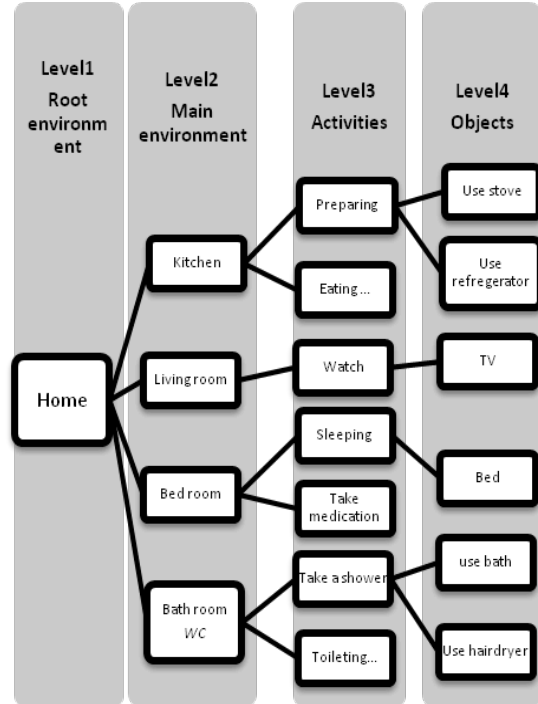 Level1
Root
environm
ent
Level2
Main
environment
Level3
Activities
Level4
Objects
Home
Kitchen
Living room
Bed room
Bath room
WC
Preparing
Eating...
Watch
Sleeping
Take
medication
Take a shower
Toileting...
Use stove
Use
refregerator
TV
Bed
use bath
Use hairdryer